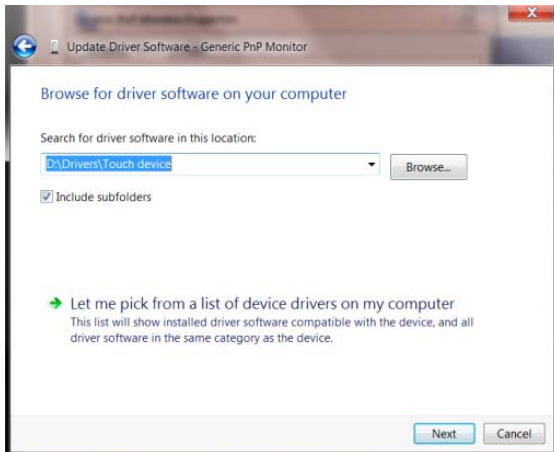 Update Driver Software - Generic PnP Monitor
Browse for driver software on your computer
Search for driver software in this location:
D:\Drivers\Touch device
Browse...
Include subfolders
Let me pick from a list of device drivers on my computer
This list will show installed driver software compatible with the device, and all
driver software in the same category as the device.
Next
Cancel